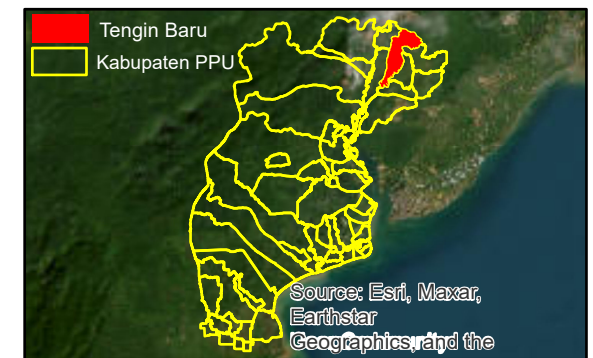 Tengin Baru
Kabupaten PPU
Source: Esri, Maxar,
Earthstar
Geographics, and the